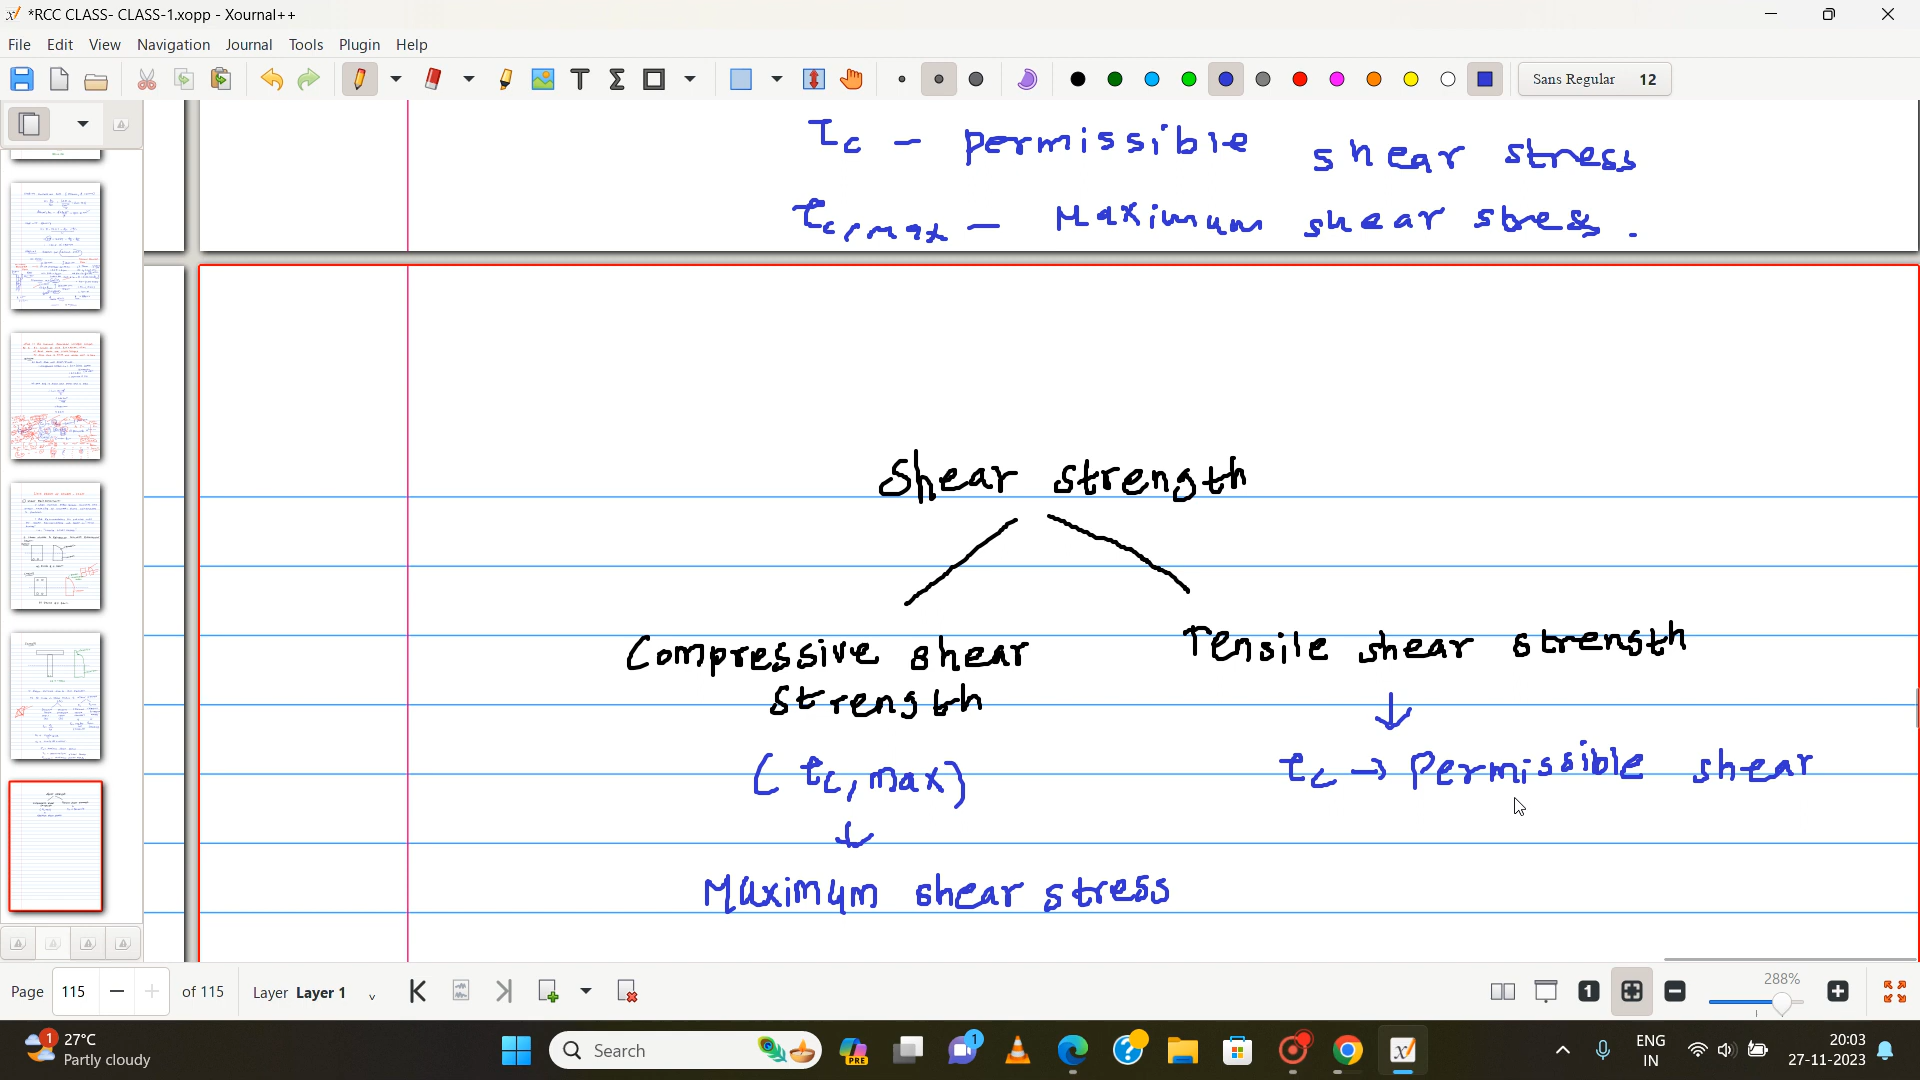 *RCC CLASS- CLASS-1.xopp - Xournal++
File Edit View Navigation Journal Tools Plugin Help
Sans Regular 12
τc - permissible shear stress
τc,max - Maximum shear stress.
Shear strength
Compressive shear strength
Tensile shear strength
↓
(τc, max)
τc → Permissible shear
↓
Maximum shear stress
Page 115 of 115 Layer Layer 1
288%
27°C
Partly cloudy
Search
PRE
ENG
IN
20:03
27-11-2023